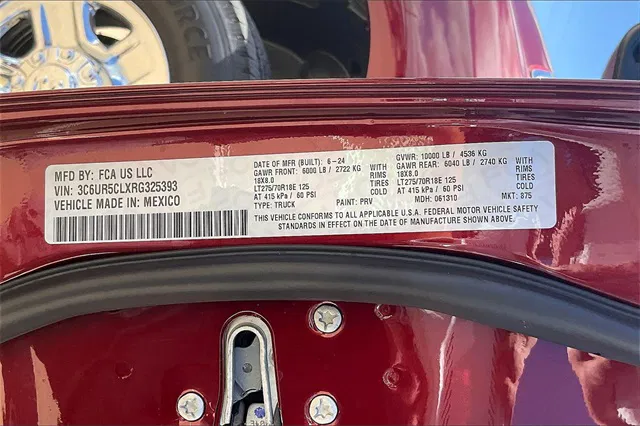 MFD BY: FCA US LLC
VIN: 3C6UR5CLXRG325393
VEHICLE MADE IN: MEXICO
DATE OF MFR (BUILT): 6-24
GAWR FRONT: 6000 LB / 2722 KG
18X8.0 RIMS
LT275/70R18E 125 TIRES
AT 415 kPa / 60 PSI COLD
TYPE: TRUCK
PAINT: PRV
GVWR: 10000 LB / 4536 KG
GAWR REAR: 6040 LB / 2740 KG
18X8.0 RIMS
LT275/70R18E 125 TIRES
AT 415 kPa / 60 PSI COLD
MDH: 061310
MKT: 875
THIS VEHICLE CONFORMS TO ALL APPLICABLE U.S.A. FEDERAL MOTOR VEHICLE SAFETY
STANDARDS IN EFFECT ON THE DATE OF MANUFACTURE SHOWN ABOVE.